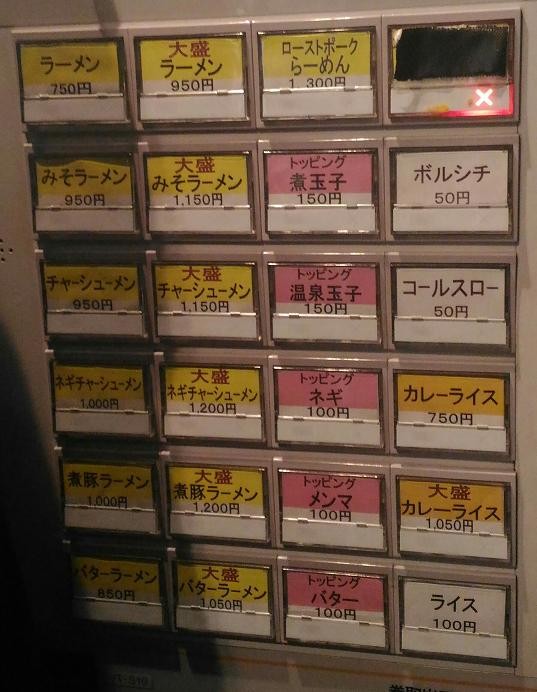 ラーメン
750円
大盛
ラーメン
950円
ローストポーク
らーめん
1,300円
×
みそラーメン
950円
大盛
みそラーメン
1,150円
トッピング
煮玉子
150円
ボルシチ
50円
チャーシューメン
950円
大盛
チャーシューメン
1,150円
トッピング
温泉玉子
150円
コールスロー
50円
ネギチャーシューメン
1,000円
大盛
ネギチャーシューメン
1,200円
トッピング
ネギ
100円
カレーライス
750円
煮豚ラーメン
1,000円
大盛
煮豚ラーメン
1,200円
トッピング
メンマ
100円
大盛
カレーライス
1,050円
バターラーメン
850円
大盛
バターラーメン
1,050円
トッピング
バター
100円
ライス
100円